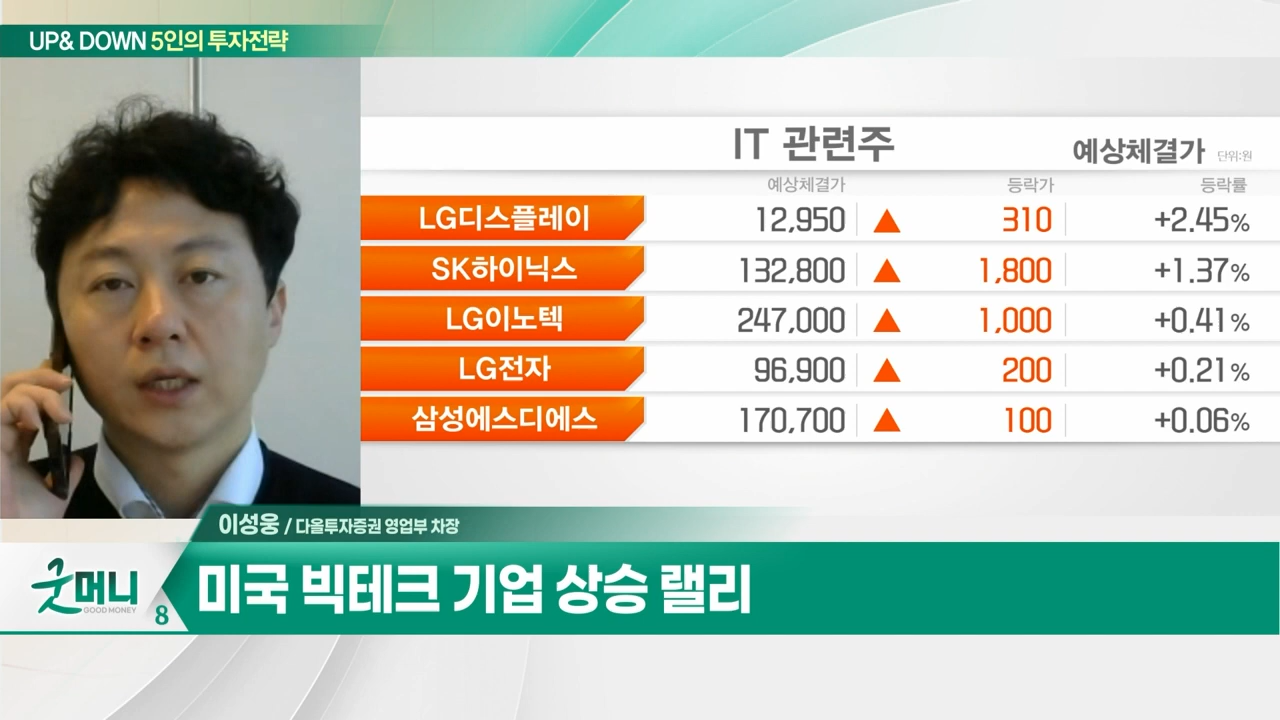 UP& DOWN 5인의 투자전략
IT 관련주
예상체결가 단위:원
예상체결가 등락가 등락률
LG디스플레이 12,950 ▲ 310 +2.45%
SK하이닉스 132,800 ▲ 1,800 +1.37%
LG이노텍 247,000 ▲ 1,000 +0.41%
LG전자 96,900 ▲ 200 +0.21%
삼성에스디에스 170,700 ▲ 100 +0.06%
이성웅 / 다올투자증권 영업부 차장
굿머니
GOOD MONEY
8
미국 빅테크 기업 상승 랠리